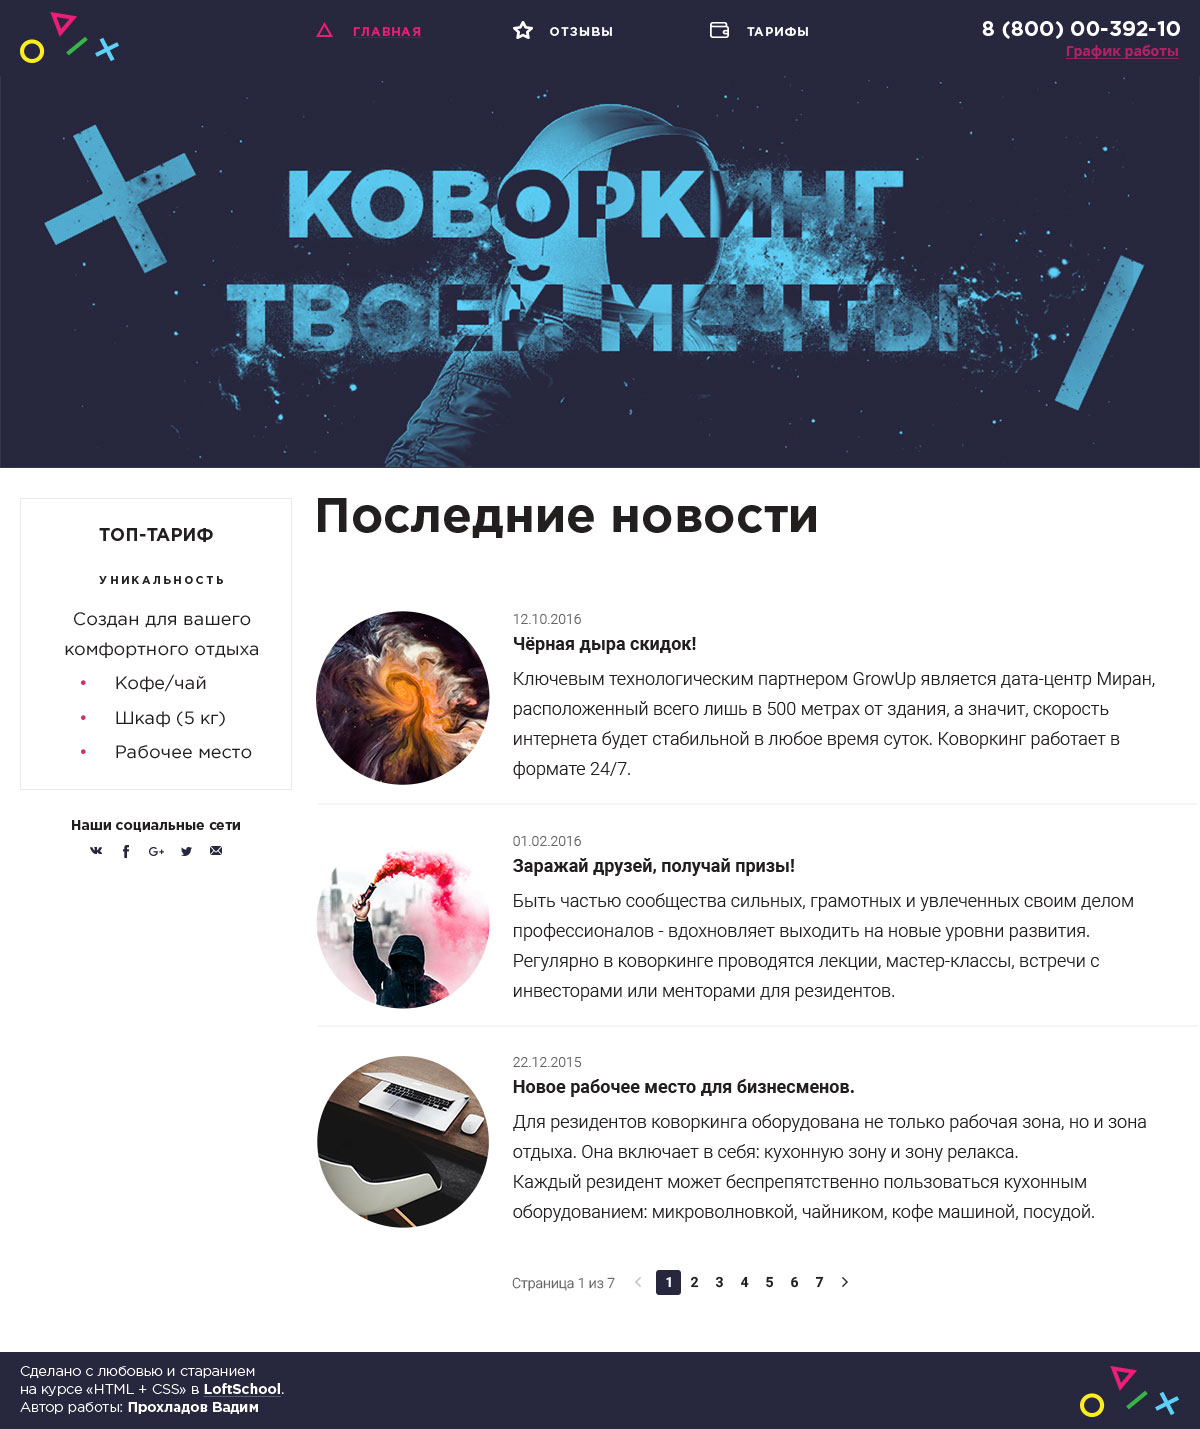 ГЛАВНАЯ
ОТЗЫВЫ
ТАРИФЫ
8 (800) 00-392-10
График работы
КОВОРКИНГ
ТВОЕЙ МЕЧТЫ
ТОП-ТАРИФ
УНИКАЛЬНОСТЬ
Создан для вашего
комфортного отдыха
• Кофе/чай
• Шкаф (5 кг)
• Рабочее место
Наши социальные сети
Последние новости
12.10.2016
Чёрная дыра скидок!
Ключевым технологическим партнером GrowUp является дата-центр Миран,
расположенный всего лишь в 500 метрах от здания, а значит, скорость
интернета будет стабильной в любое время суток. Коворкинг работает в
формате 24/7.
01.02.2016
Заражай друзей, получай призы!
Быть частью сообщества сильных, грамотных и увлеченных своим делом
профессионалов - вдохновляет выходить на новые уровни развития.
Регулярно в коворкинге проводятся лекции, мастер-классы, встречи с
инвесторами или менторами для резидентов.
22.12.2015
Новое рабочее место для бизнесменов.
Для резидентов коворкинга оборудована не только рабочая зона, но и зона
отдыха. Она включает в себя: кухонную зону и зону релакса.
Каждый резидент может беспрепятственно пользоваться кухонным
оборудованием: микроволновкой, чайником, кофе машиной, посудой.
Страница 1 из 7 1 2 3 4 5 6 7
Сделано с любовью и старанием
на курсе «HTML + CSS» в LoftSchool.
Автор работы: Прохладов Вадим